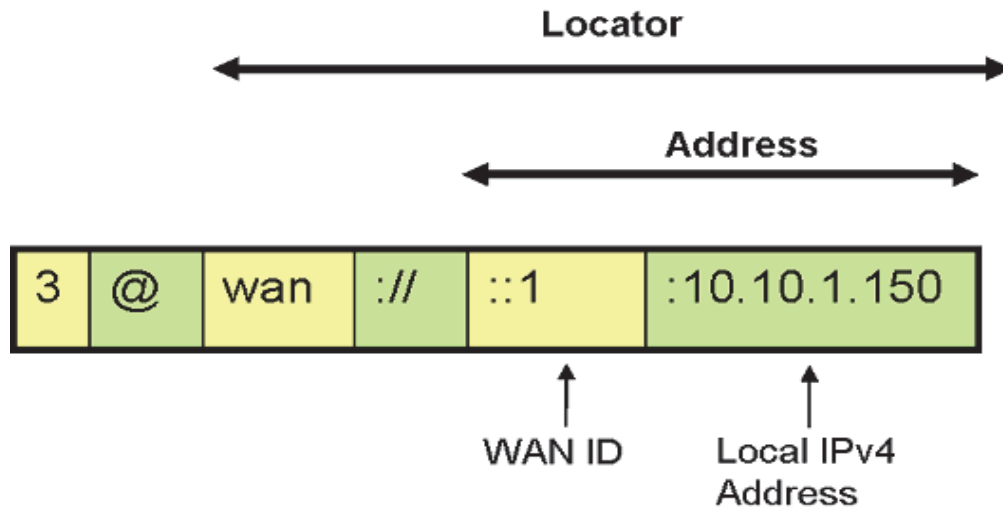 Locator
Address
3 @ wan :// ::1 :10.10.1.150
WAN ID
Local IPv4
Address